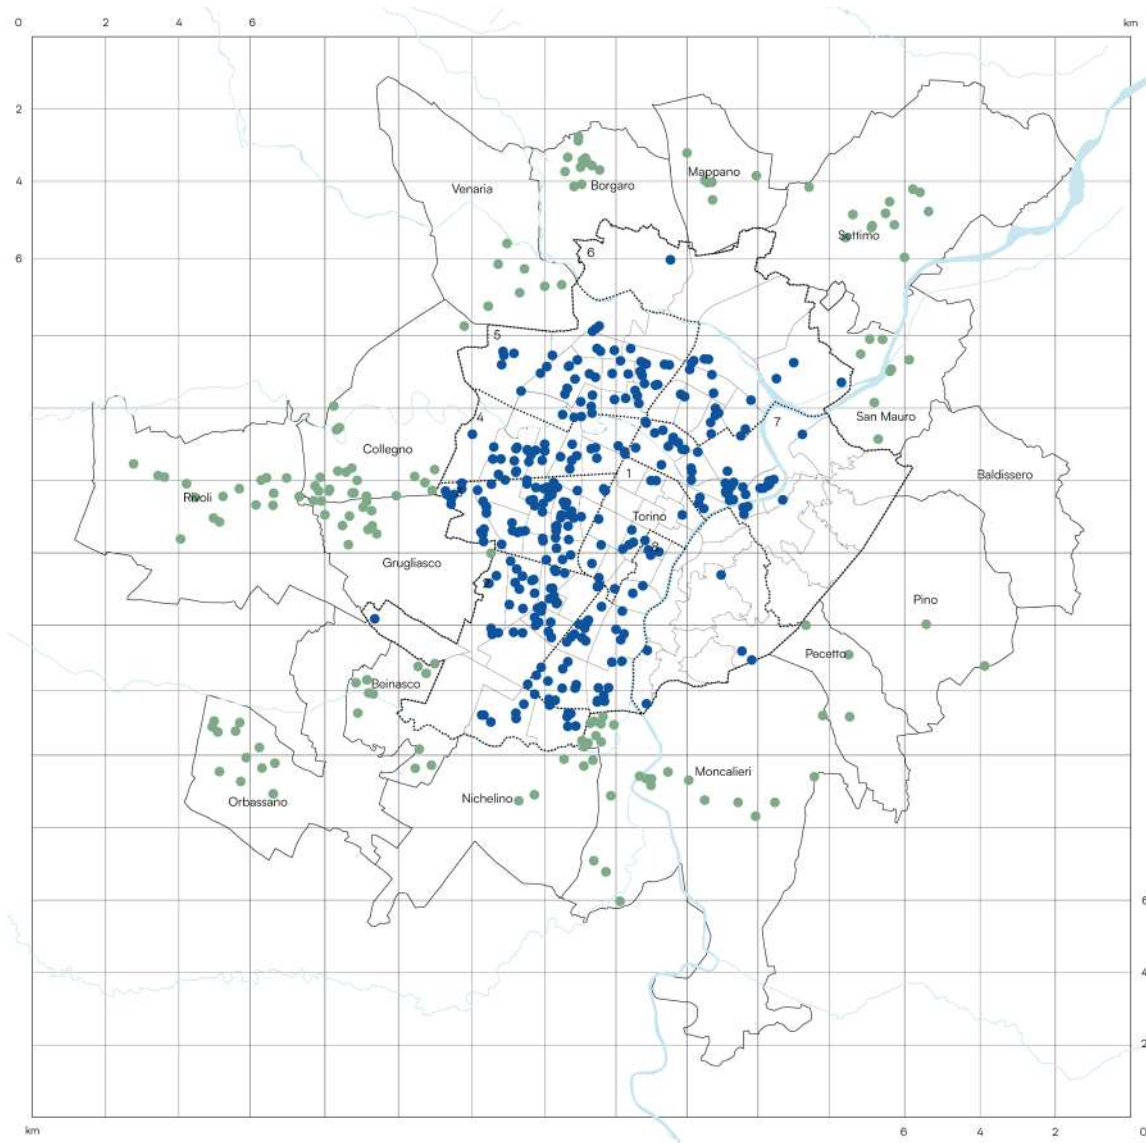 0 2 4 6 km
2
4
6
Venaria
Borgaro
Mappano
Settimo
6
5
4
7
San Mauro
Collegno
Baldissero
1
Rivoli
Torino
8
Grugliasco
2
Pino
Pecetto
Beinasco
Moncalieri
Nichelino
Orbassano
6
4
2
km 6 4 2 0